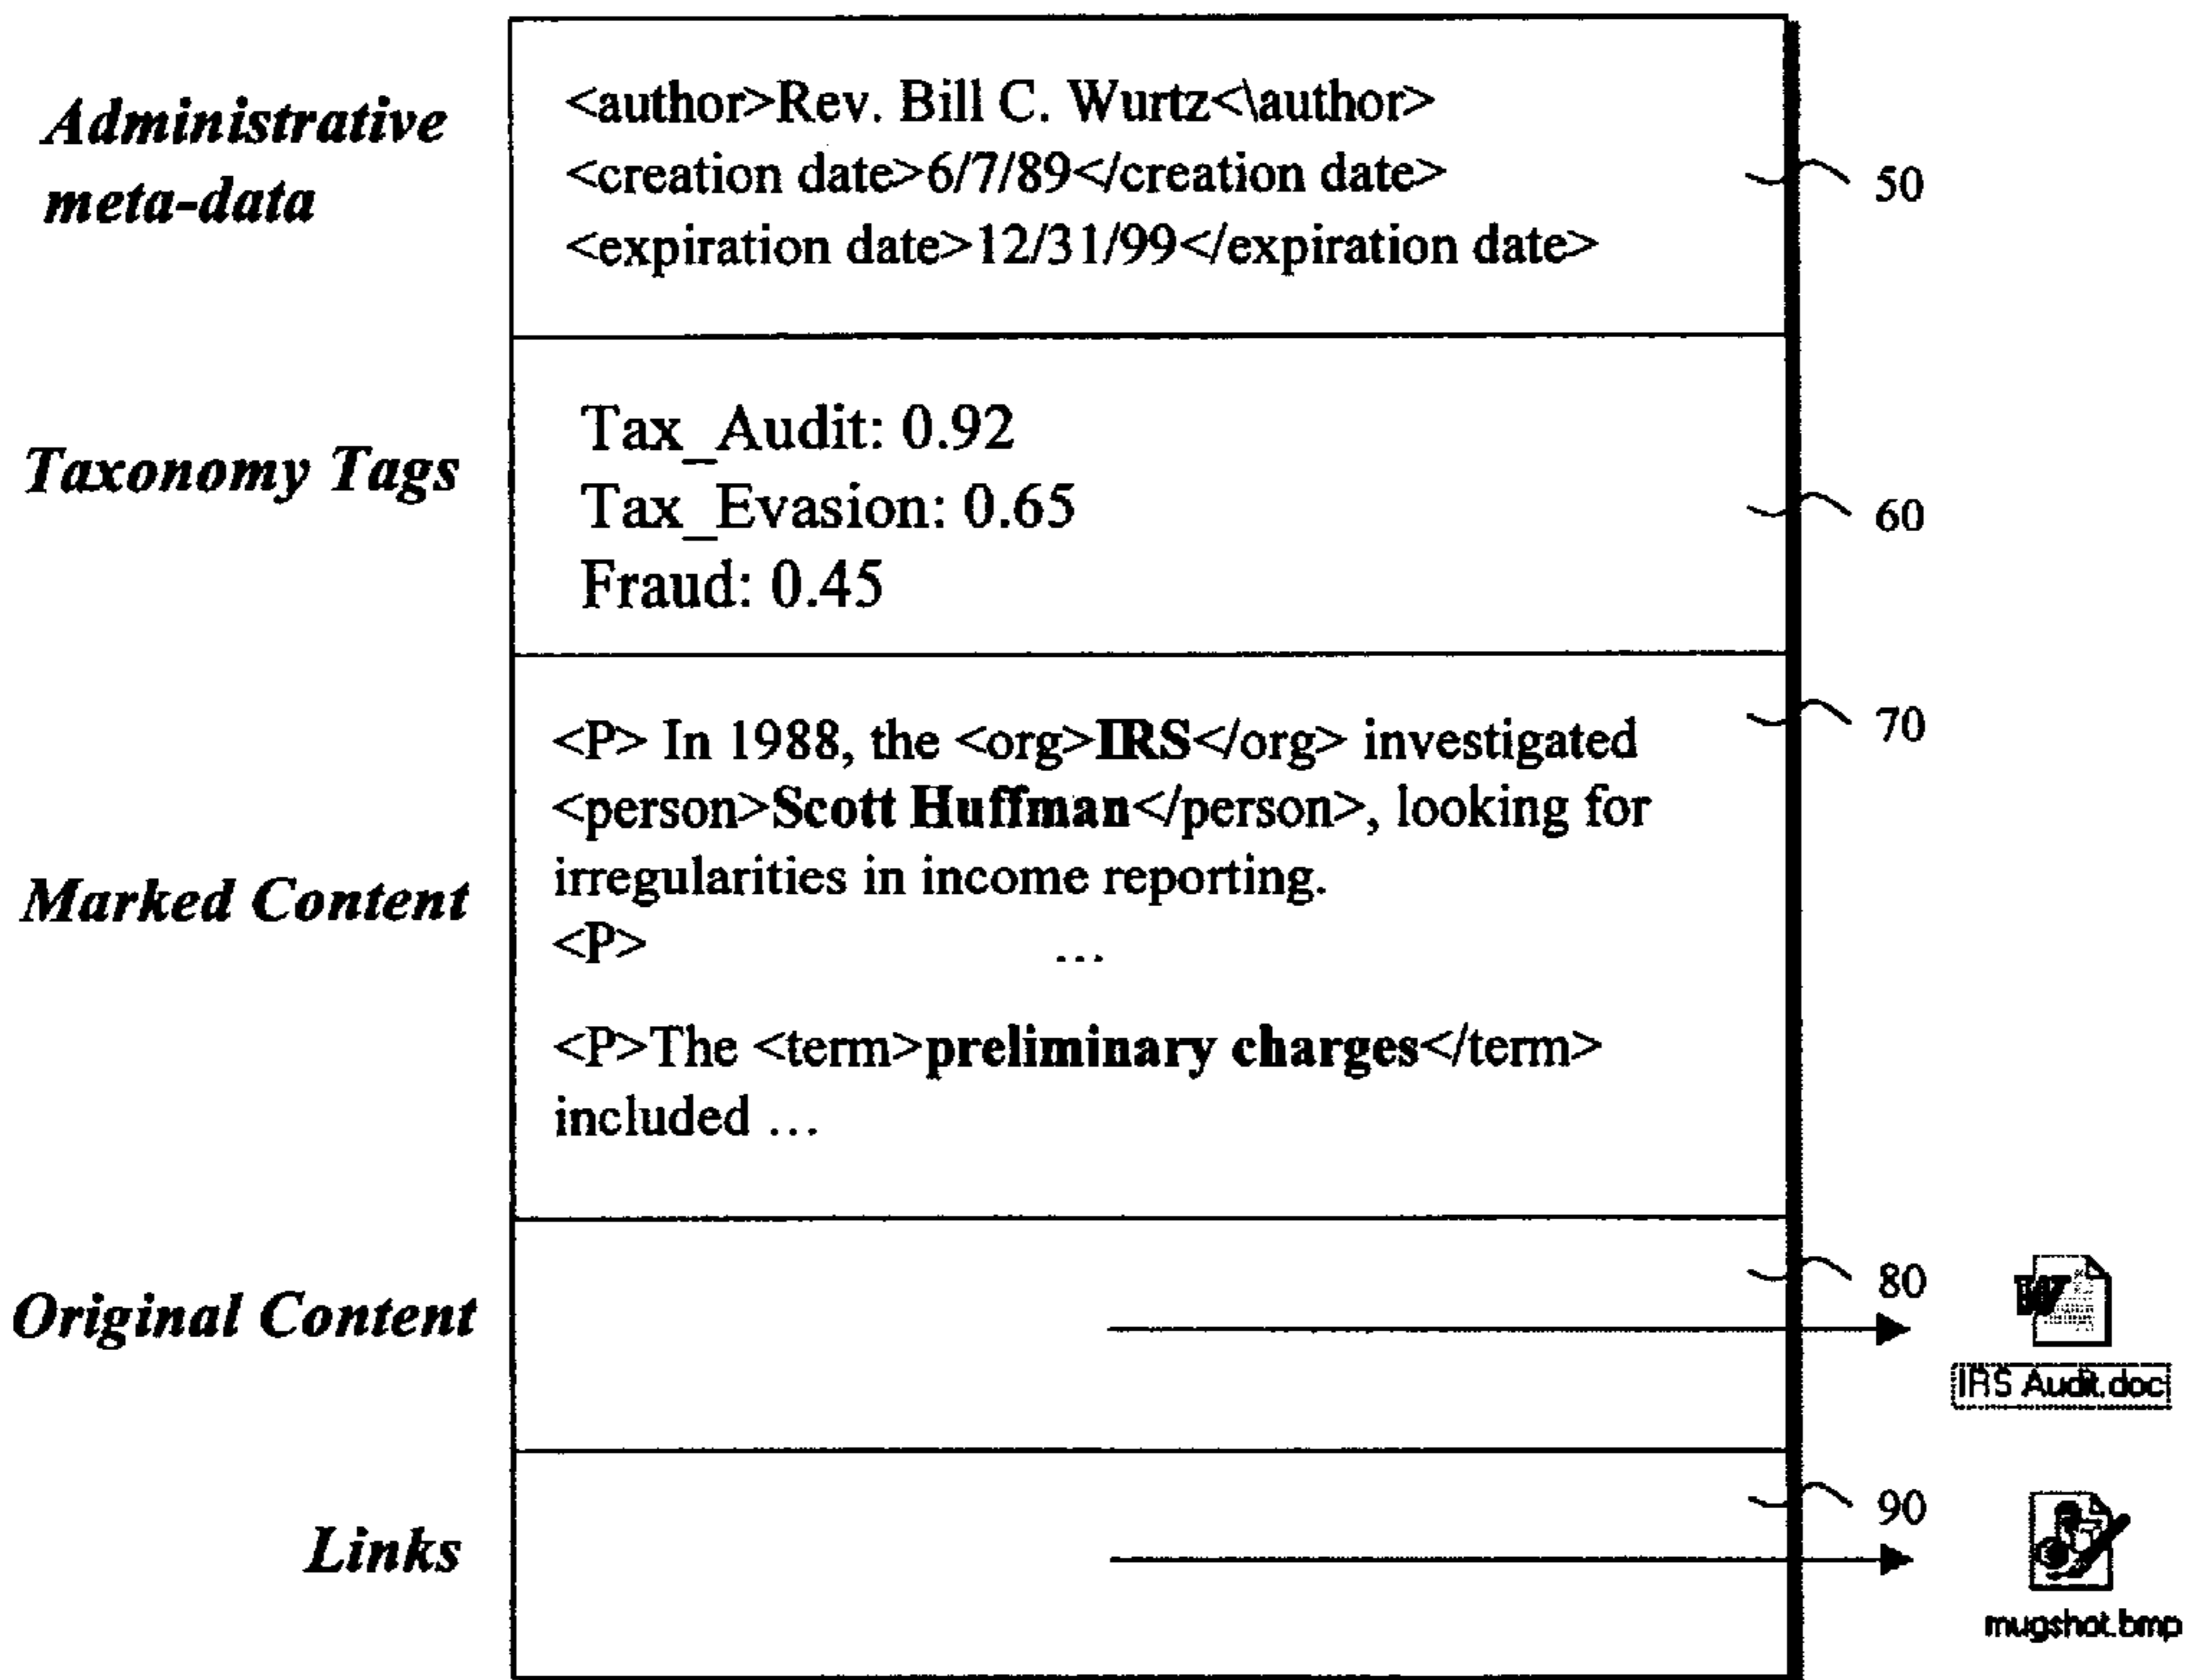 Administrative
meta-data
<author>Rev. Bill C. Wurtz<\author>
<creation date>6/7/89</creation date>
<expiration date>12/31/99</expiration date>
50
Taxonomy Tags
Tax_Audit: 0.92
Tax_Evasion: 0.65
Fraud: 0.45
60
Marked Content
<P> In 1988, the <org>IRS</org> investigated
<person>Scott Huffman</person>, looking for
irregularities in income reporting.
<P> ...
<P>The <term>preliminary charges</term>
included ...
70
Original Content
80
W
IRS Audit.doc
Links
90
mugshot.bmp